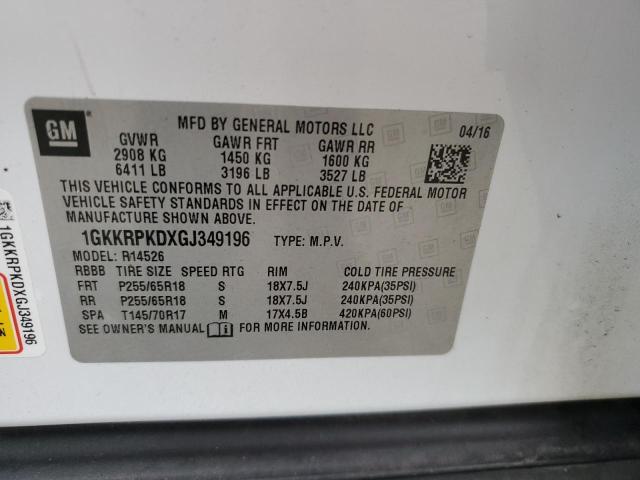 GM
MFD BY GENERAL MOTORS LLC 04/16
GVWR GAWR FRT GAWR RR
2908 KG 1450 KG 1600 KG
6411 LB 3196 LB 3527 LB
THIS VEHICLE CONFORMS TO ALL APPLICABLE U.S. FEDERAL MOTOR
VEHICLE SAFETY STANDARDS IN EFFECT ON THE DATE OF
MANUFACTURE SHOWN ABOVE.
1GKKRPKDXGJ349196 TYPE: M.P.V.
MODEL: R14526
RBBB TIRE SIZE SPEED RTG RIM COLD TIRE PRESSURE
FRT P255/65R18 S 18X7.5J 240KPA(35PSI)
RR P255/65R18 S 18X7.5J 240KPA(35PSI)
SPA T145/70R17 M 17X4.5B 420KPA(60PSI)
SEE OWNER'S MANUAL FOR MORE INFORMATION.
1GKKRPKDXGJ349196